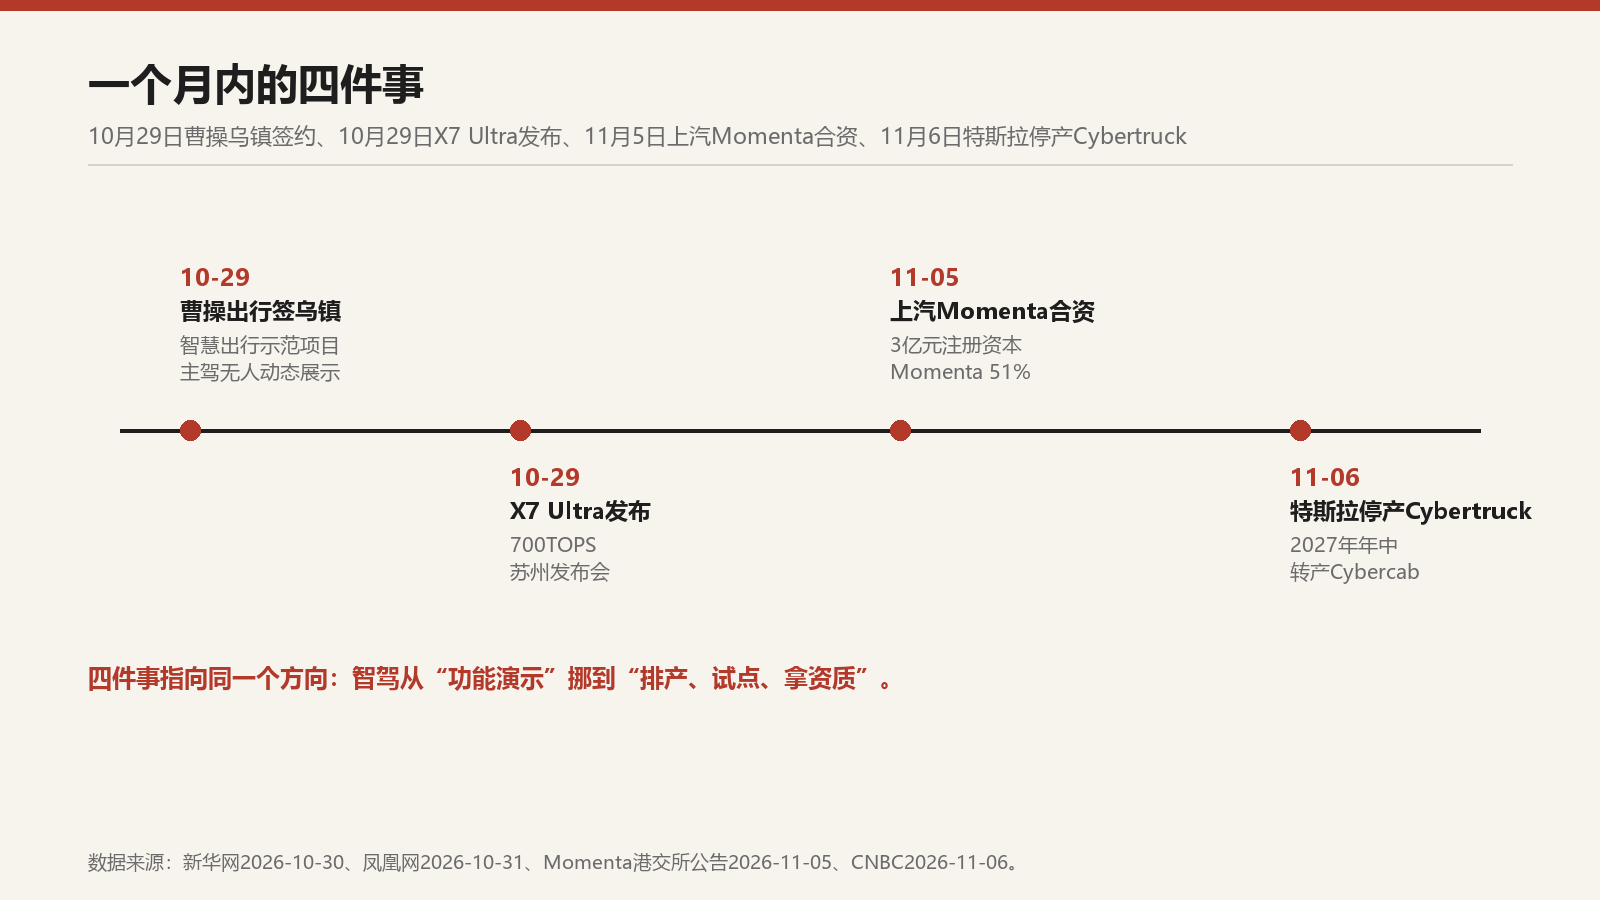 一个月内的四件事
10月29日曹操乌镇签约、10月29日X7 Ultra发布、11月5日上汽Momenta合资、11月6日特斯拉停产Cybertruck
10-29
曹操出行签乌镇
智慧出行示范项目
主驾无人动态展示
10-29
X7 Ultra发布
700TOPS
苏州发布会
11-05
上汽Momenta合资
3亿元注册资本
Momenta 51%
11-06
特斯拉停产Cybertruck
2027年年中
转产Cybercab
四件事指向同一个方向：智驾从“功能演示”挪到“排产、试点、拿资质”。
数据来源：新华网2026-10-30、凤凰网2026-10-31、Momenta港交所公告2026-11-05、CNBC2026-11-06。